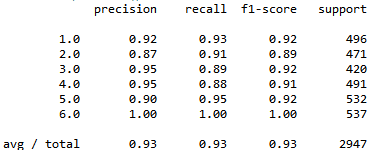 precision recall f1-score support
1.0 0.92 0.93 0.92 496
2.0 0.87 0.91 0.89 471
3.0 0.95 0.89 0.92 420
4.0 0.95 0.88 0.91 491
5.0 0.90 0.95 0.92 532
6.0 1.00 1.00 1.00 537
avg / total 0.93 0.93 0.93 2947